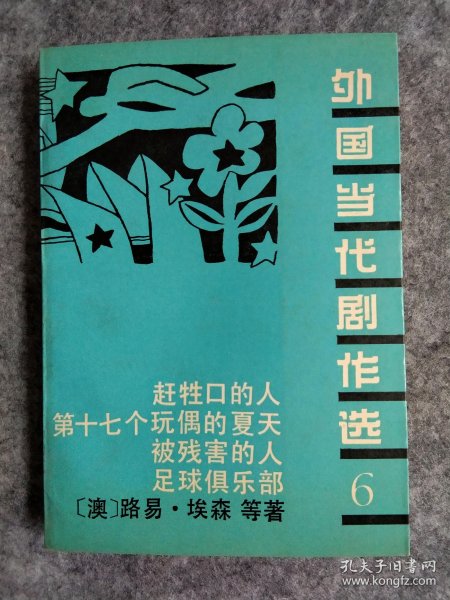 外国当代剧作选
6
赶牲口的人
第十七个玩偶的夏天
被残害的人
足球俱乐部
〔澳〕路易·埃森 等著
孔夫子旧书网
www.kongfz.com